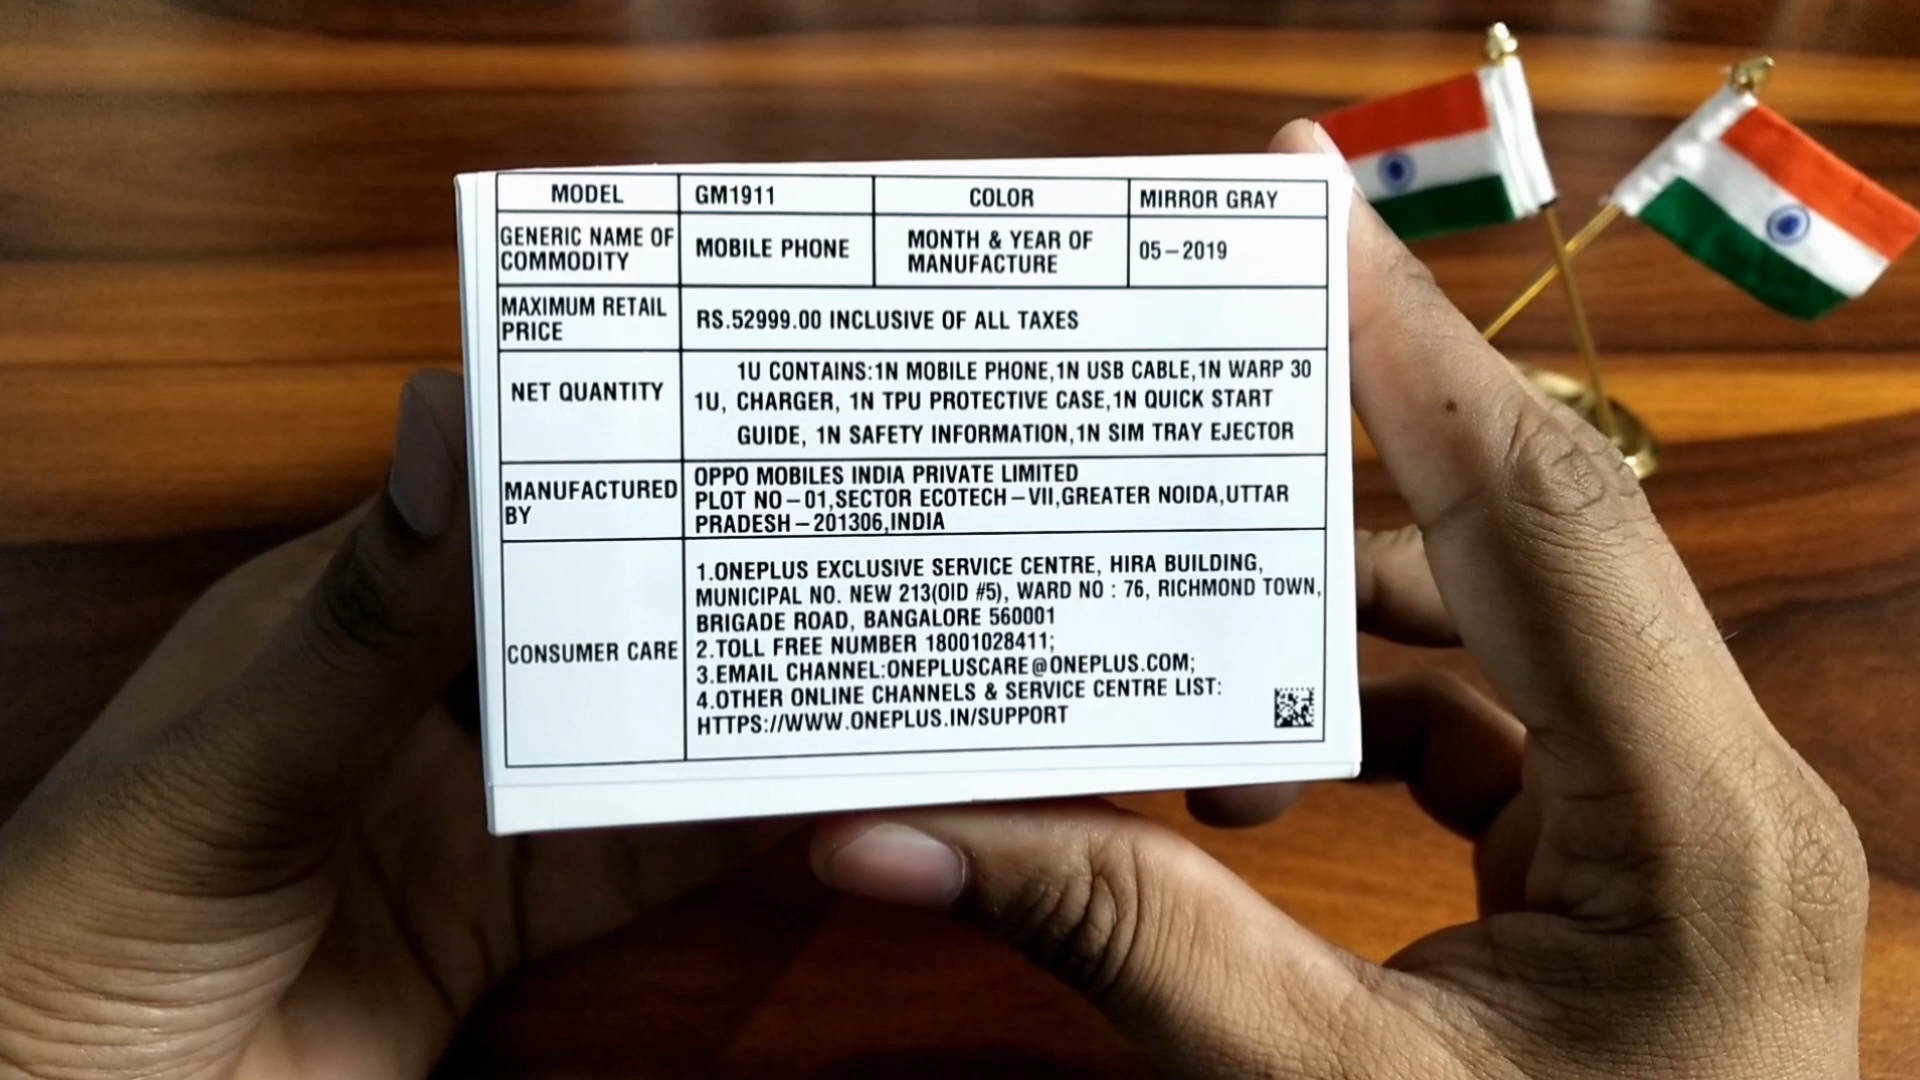 MODEL GM1911 COLOR MIRROR GRAY
GENERIC NAME OF
COMMODITY
MOBILE PHONE
MONTH & YEAR OF
MANUFACTURE
05-2019
MAXIMUM RETAIL
PRICE
RS.52999.00 INCLUSIVE OF ALL TAXES
NET QUANTITY
1U CONTAINS:1N MOBILE PHONE,1N USB CABLE,1N WARP 30
1U, CHARGER, 1N TPU PROTECTIVE CASE,1N QUICK START
GUIDE, 1N SAFETY INFORMATION,1N SIM TRAY EJECTOR
MANUFACTURED
BY
OPPO MOBILES INDIA PRIVATE LIMITED
PLOT NO-01,SECTOR ECOTECH-VII,GREATER NOIDA,UTTAR
PRADESH-201306,INDIA
CONSUMER CARE
1.ONEPLUS EXCLUSIVE SERVICE CENTRE, HIRA BUILDING,
MUNICIPAL NO. NEW 213(OID #5), WARD NO : 76, RICHMOND TOWN,
BRIGADE ROAD, BANGALORE 560001
2.TOLL FREE NUMBER 18001028411;
3.EMAIL CHANNEL:ONEPLUSCARE@ONEPLUS.COM;
4.OTHER ONLINE CHANNELS & SERVICE CENTRE LIST:
HTTPS://WWW.ONEPLUS.IN/SUPPORT